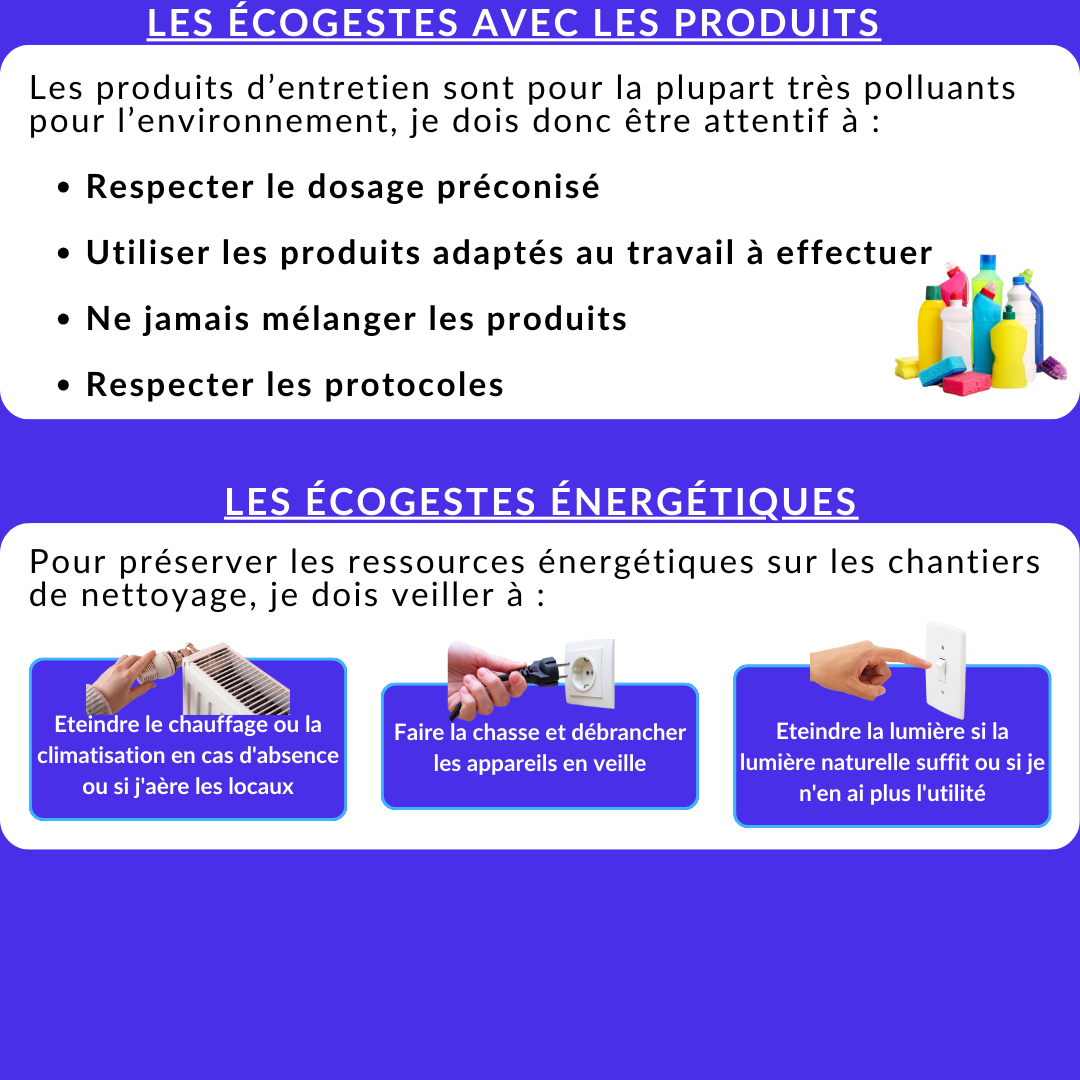 LES ÉCOGESTES AVEC LES PRODUITS
Les produits d’entretien sont pour la plupart très polluants
pour l’environnement, je dois donc être attentif à :
• Respecter le dosage préconisé
• Utiliser les produits adaptés au travail à effectuer
• Ne jamais mélanger les produits
• Respecter les protocoles
LES ÉCOGESTES ÉNERGÉTIQUES
Pour préserver les ressources énergétiques sur les chantiers
de nettoyage, je dois veiller à :
Eteindre le chauffage ou la
climatisation en cas d'absence
ou si j'aère les locaux
Faire la chasse et débrancher
les appareils en veille
Eteindre la lumière si la
lumière naturelle suffit ou si je
n'en ai plus l'utilité